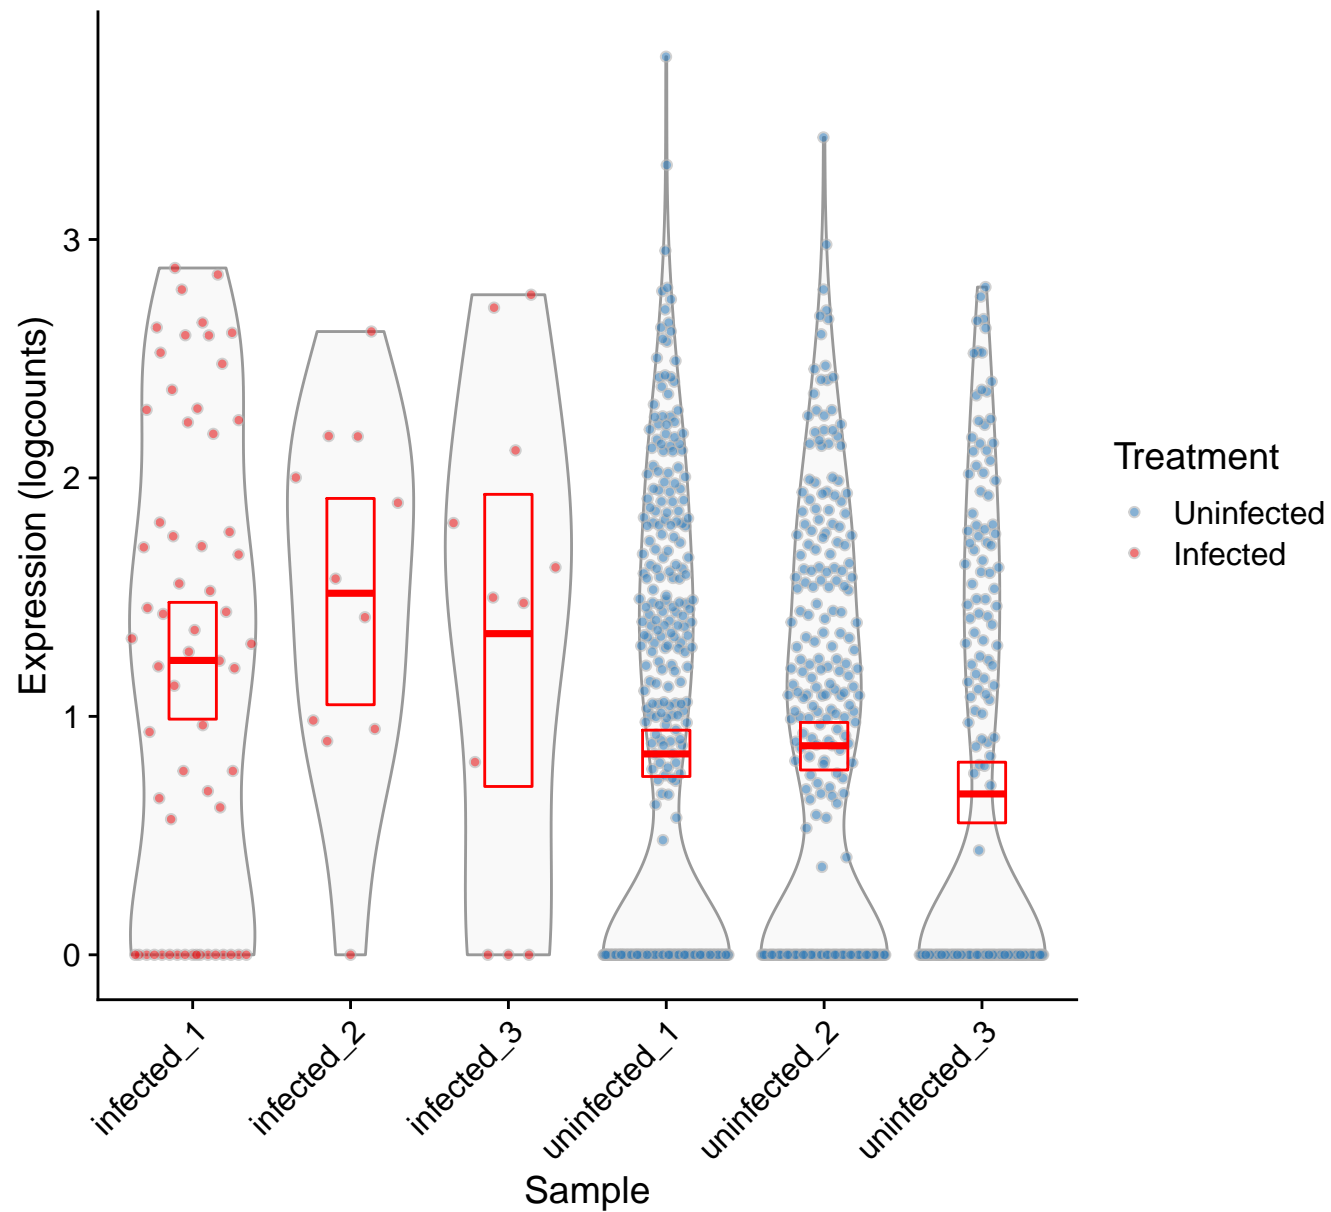 Expression (logcounts)
3
2
1
0
infected_1
infected_2
infected_3
uninfected_1
uninfected_2
uninfected_3
Sample
Treatment
Uninfected
Infected